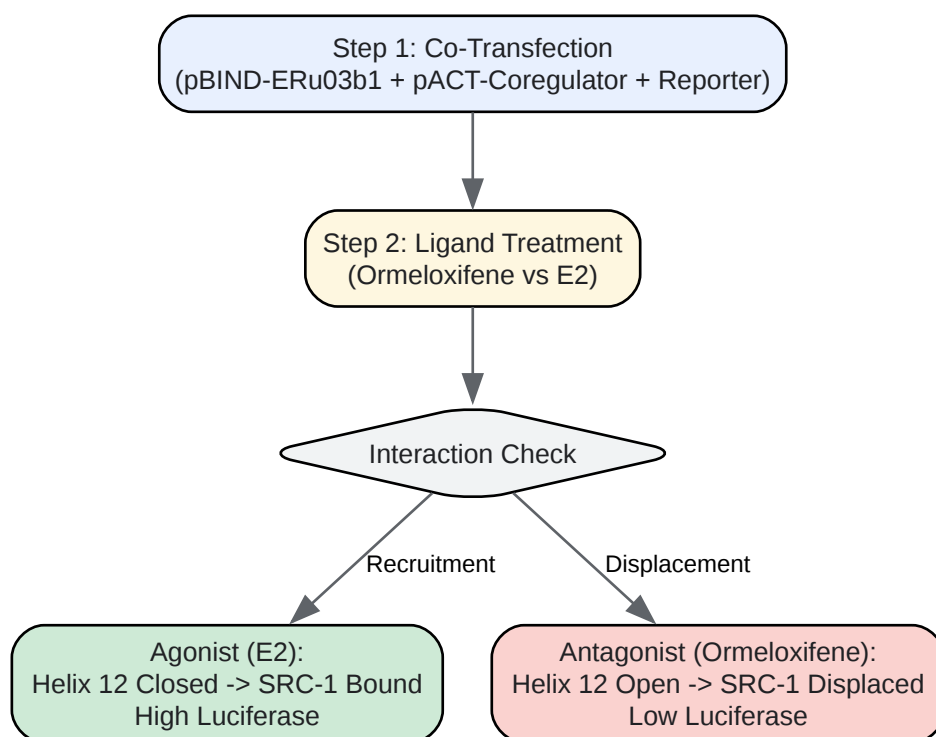 Step 1: Co-Transfection
(pBIND-ERu03b1 + pACT-Coregulator + Reporter)
Step 2: Ligand Treatment
(Ormeloxifene vs E2)
Interaction Check
Recruitment
Displacement
Agonist (E2):
Helix 12 Closed -> SRC-1 Bound
High Luciferase
Antagonist (Ormeloxifene):
Helix 12 Open -> SRC-1 Displaced
Low Luciferase